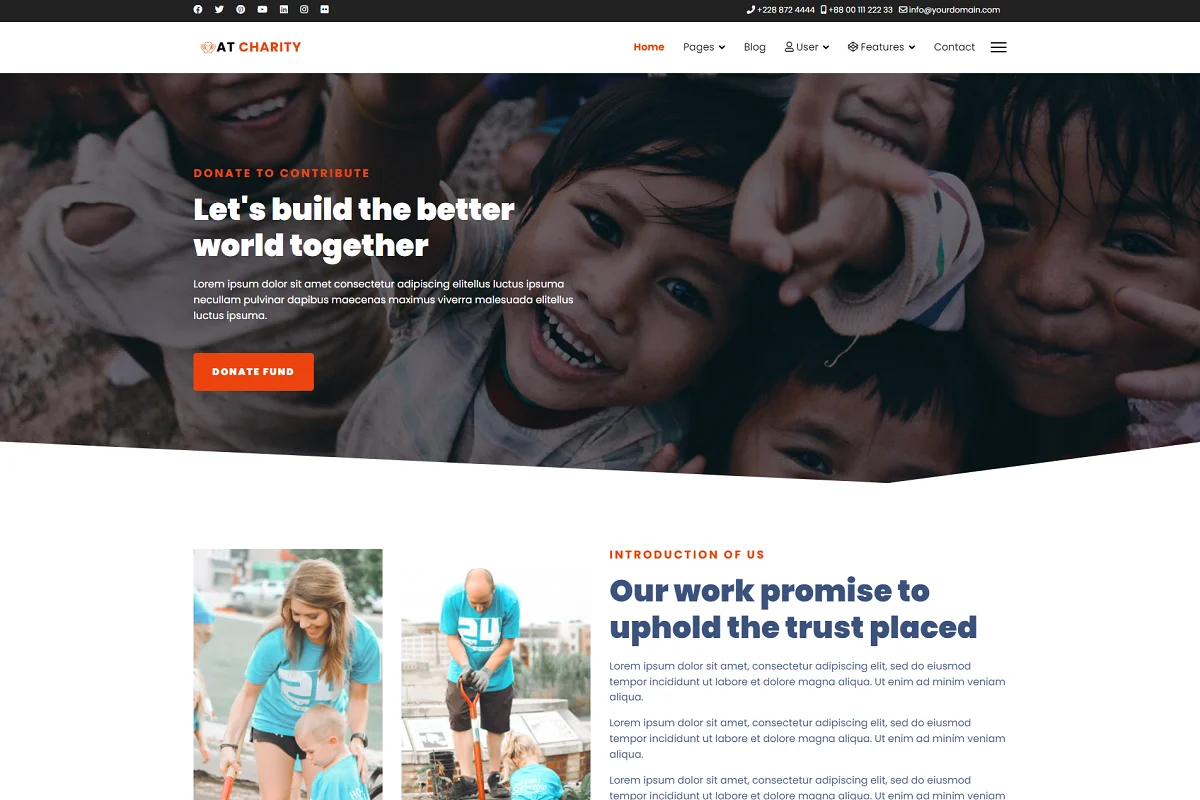 +228 872 4444 +88 00 111 222 33 info@yourdomain.com
AT CHARITY
Home Pages Blog User Features Contact
DONATE TO CONTRIBUTE
Let's build the better
world together
Lorem ipsum dolor sit amet consectetur adipiscing elitellus luctus ipsuma
necullam pulvinar dapibus maecenas maximus viverra malesuada elitellus
luctus ipsuma.
DONATE FUND
INTRODUCTION OF US
Our work promise to
uphold the trust placed
Lorem ipsum dolor sit amet, consectetur adipiscing elit, sed do eiusmod
tempor incididunt ut labore et dolore magna aliqua. Ut enim ad minim veniam
aliqua.
Lorem ipsum dolor sit amet, consectetur adipiscing elit, sed do eiusmod
tempor incididunt ut labore et dolore magna aliqua. Ut enim ad minim veniam
aliqua.
Lorem ipsum dolor sit amet, consectetur adipiscing elit, sed do eiusmod
tempor incididunt ut labore et dolore magna aliqua. Ut enim ad minim veniam
24
24